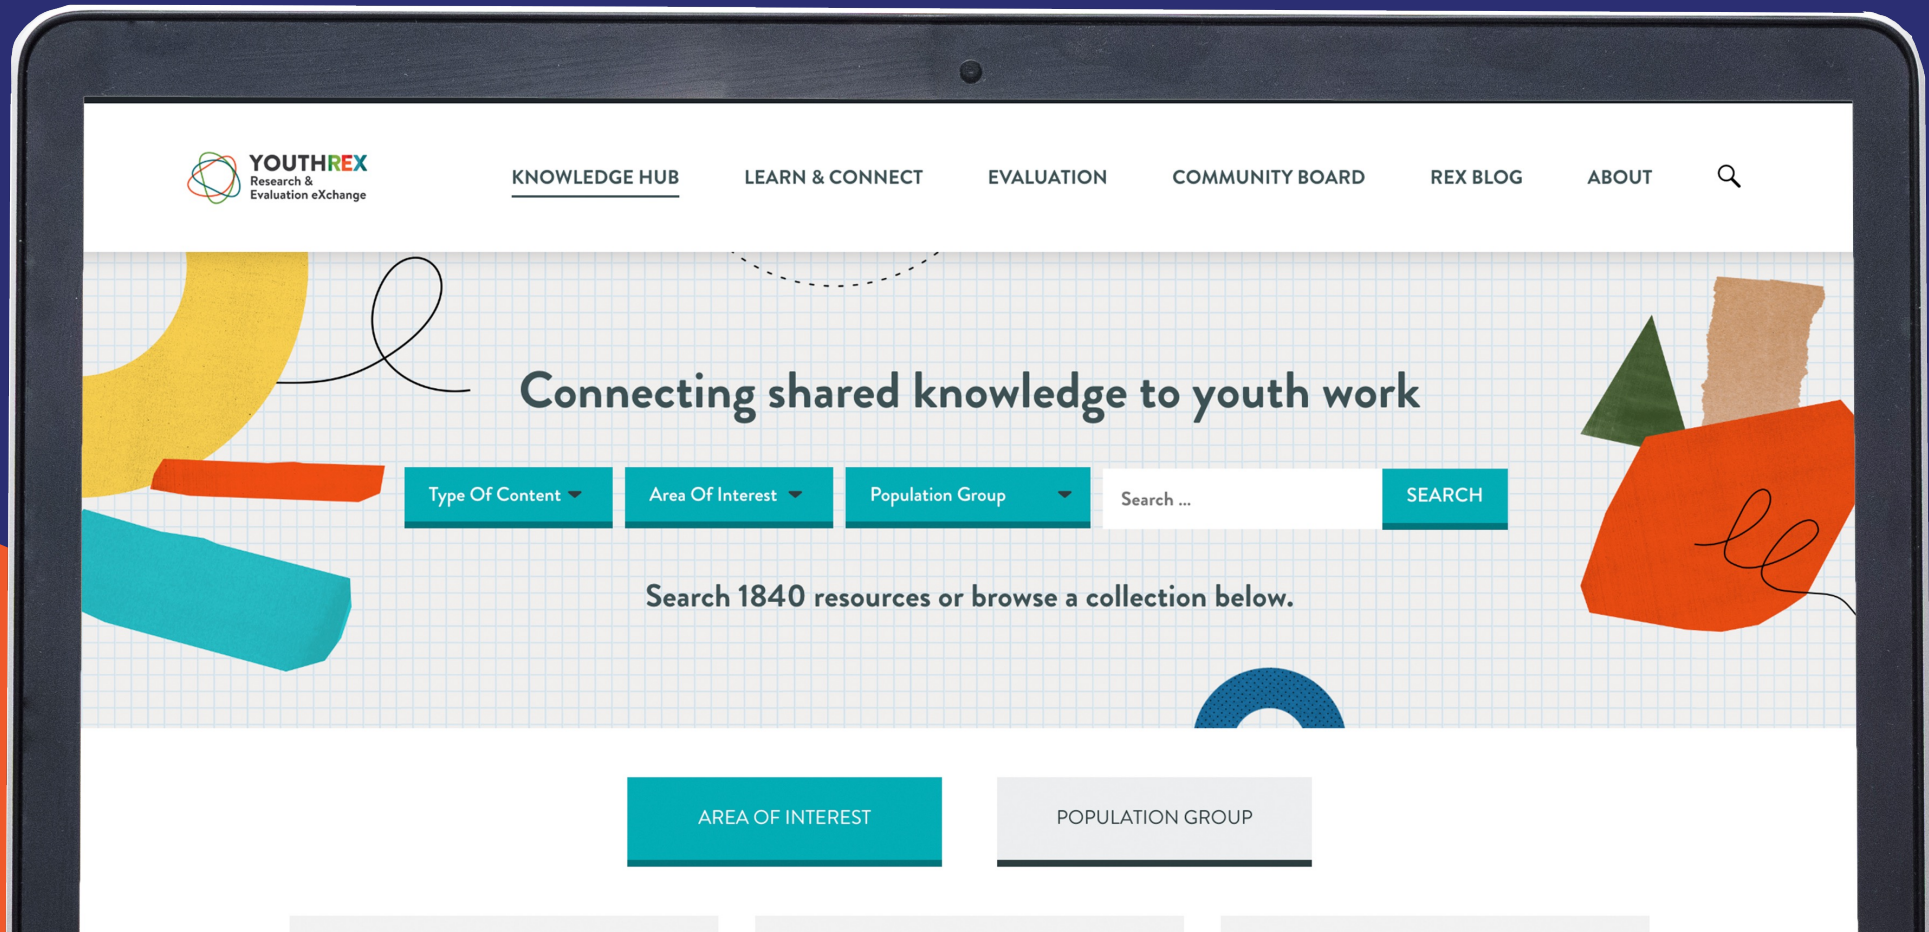 YOUTHREX
Research &
Evaluation eXchange
KNOWLEDGE HUB
LEARN & CONNECT
EVALUATION
COMMUNITY BOARD
REX BLOG
ABOUT
Connecting shared knowledge to youth work
Type Of Content
Area Of Interest
Population Group
Search ...
SEARCH
Search 1840 resources or browse a collection below.
AREA OF INTEREST
POPULATION GROUP